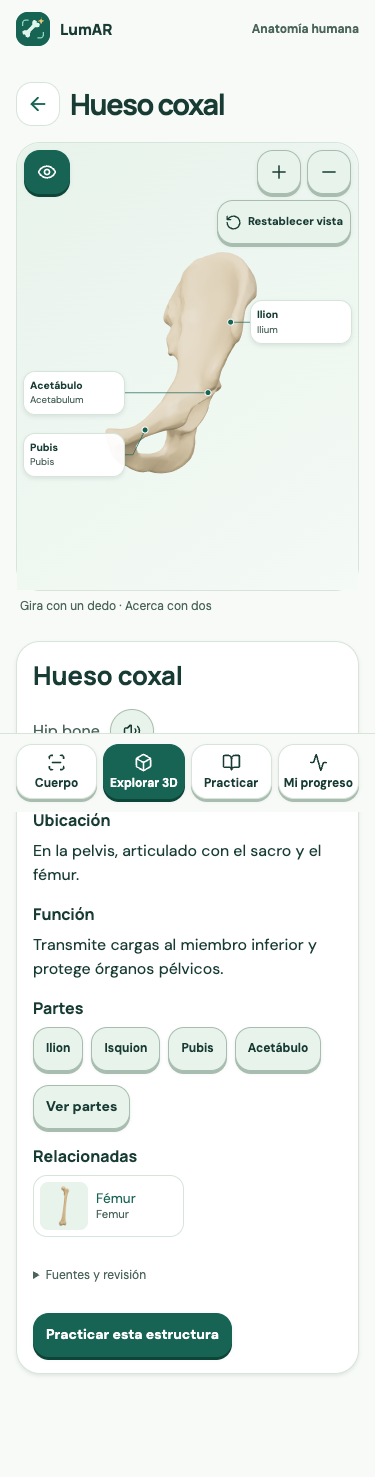 LumAR
Anatomía humana
Hueso coxal
Restablecer vista
Ilion
Ilium
Acetábulo
Acetabulum
Pubis
Pubis
Gira con un dedo · Acerca con dos
Hueso coxal
Hip bone
Cuerpo
Explorar 3D
Practicar
Mi progreso
Ubicación
En la pelvis, articulado con el sacro y el
fémur.
Función
Transmite cargas al miembro inferior y
protege órganos pélvicos.
Partes
Ilion
Isquion
Pubis
Acetábulo
Ver partes
Relacionadas
Fémur
Femur
Fuentes y revisión
Practicar esta estructura